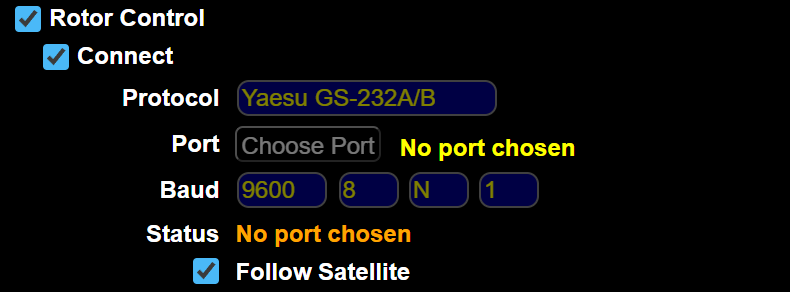 Rotor Control
Connect
Protocol Yaesu GS-232A/B
Port Choose Port No port chosen
Baud 9600 8 N 1
Status No port chosen
Follow Satellite